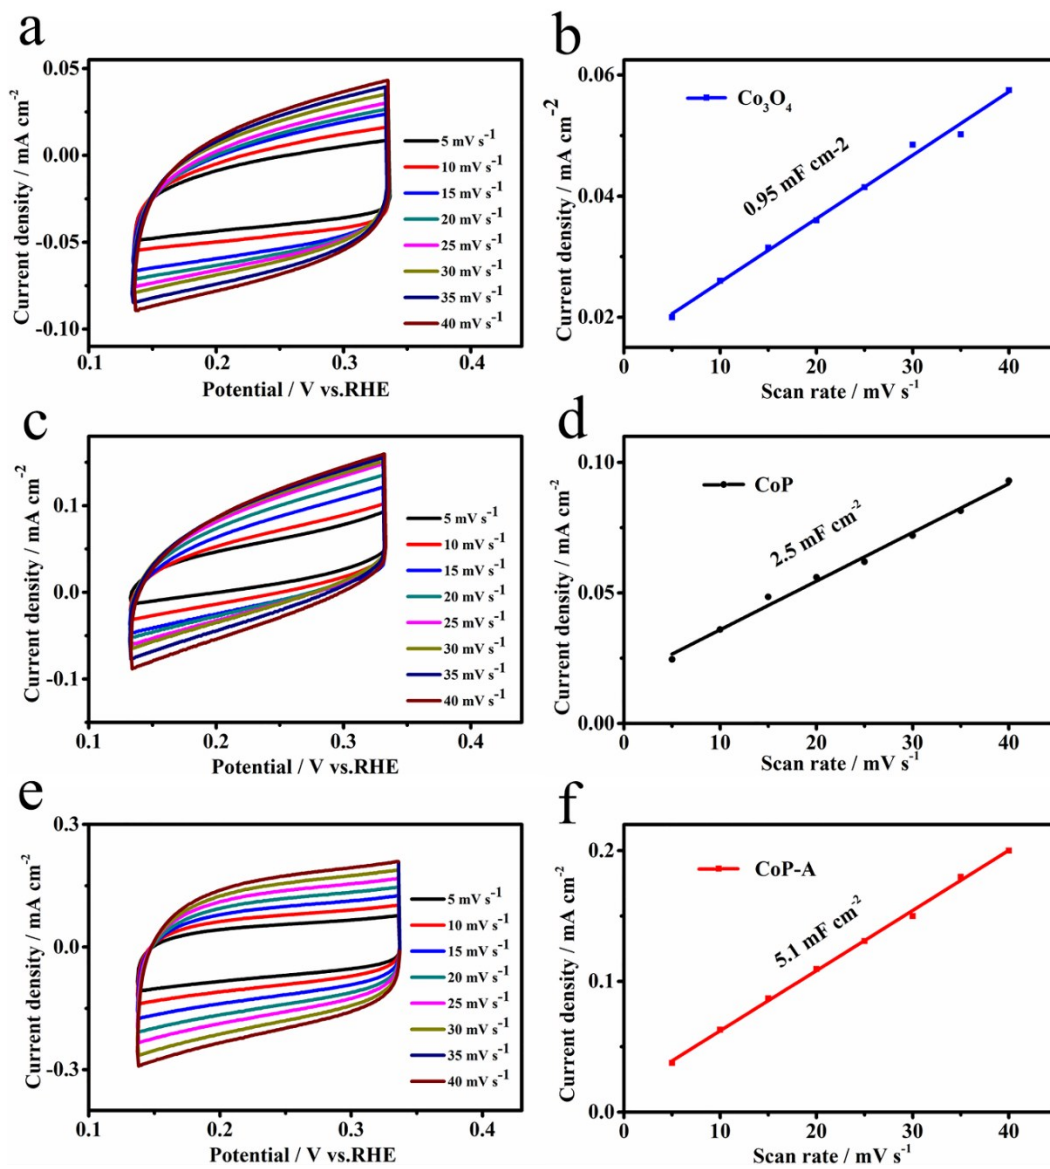 a
0.05
0.00
-0.05
-0.10
0.1
0.2
0.3
0.4
Current density / mA cm⁻²
Potential / V vs.RHE
5 mV s⁻¹
10 mV s⁻¹
15 mV s⁻¹
20 mV s⁻¹
25 mV s⁻¹
30 mV s⁻¹
35 mV s⁻¹
40 mV s⁻¹
b
0.06
0.04
0.02
0
10
20
30
40
Current density / mA cm⁻²
Scan rate / mV s⁻¹
Co₃O₄
0.95 mF cm-2
c
0.1
0.0
-0.1
0.1
0.2
0.3
0.4
Current density / mA cm⁻²
Potential / V vs.RHE
5 mV s⁻¹
10 mV s⁻¹
15 mV s⁻¹
20 mV s⁻¹
25 mV s⁻¹
30 mV s⁻¹
35 mV s⁻¹
40 mV s⁻¹
d
0.10
0.05
0.00
0
10
20
30
40
Current density / mA cm⁻²
Scan rate / mV s⁻¹
CoP
2.5 mF cm⁻²
e
0.3
0.0
-0.3
0.1
0.2
0.3
0.4
Current density / mA cm⁻²
Potential / V vs.RHE
5 mV s⁻¹
10 mV s⁻¹
15 mV s⁻¹
20 mV s⁻¹
25 mV s⁻¹
30 mV s⁻¹
35 mV s⁻¹
40 mV s⁻¹
f
0.2
0.1
0.0
0
10
20
30
40
Current density / mA cm⁻²
Scan rate / mV s⁻¹
CoP-A
5.1 mF cm⁻²